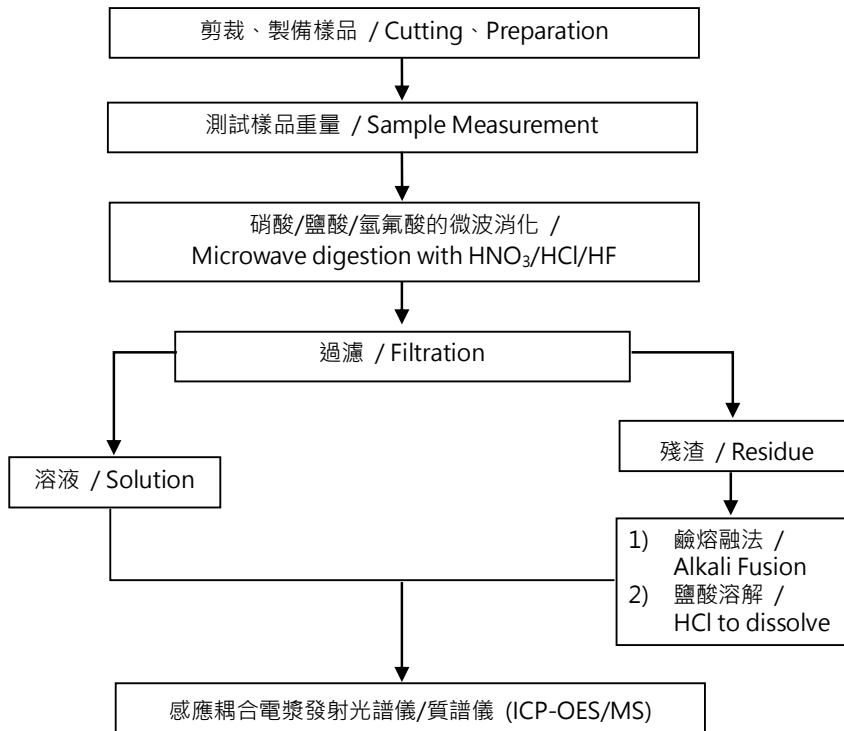 剪裁、製備樣品 / Cutting、Preparation
測試樣品重量 / Sample Measurement
硝酸/鹽酸/氫氟酸的微波消化 /
Microwave digestion with HNO₃/HCl/HF
過濾 / Filtration
溶液 / Solution
殘渣 / Residue
1) 鹼熔融法 /
Alkali Fusion
2) 鹽酸溶解 /
HCl to dissolve
感應耦合電漿發射光譜儀/質譜儀 (ICP-OES/MS)